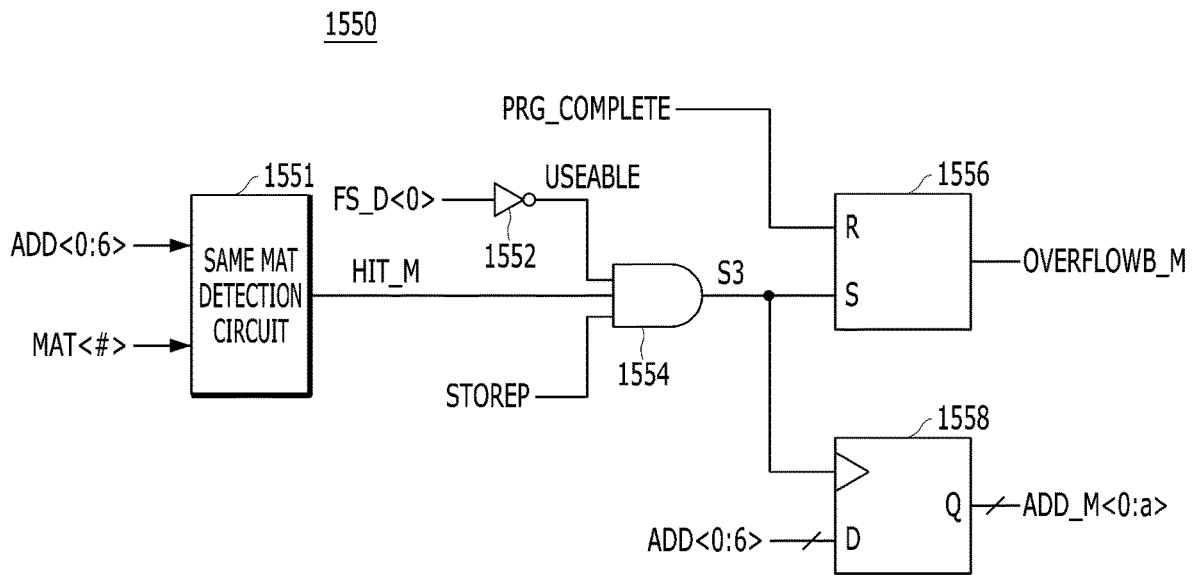 1550
PRG_COMPLETE
1551
FS_D<0>
USEABLE
1552
1556
ADD<0:6>
MAT<#>
SAME MAT
DETECTION
CIRCUIT
HIT_M
STOREP
1554
S3
R
S
OVERFLOWB_M
1558
ADD<0:6>
D
Q
ADD_M<0:a>